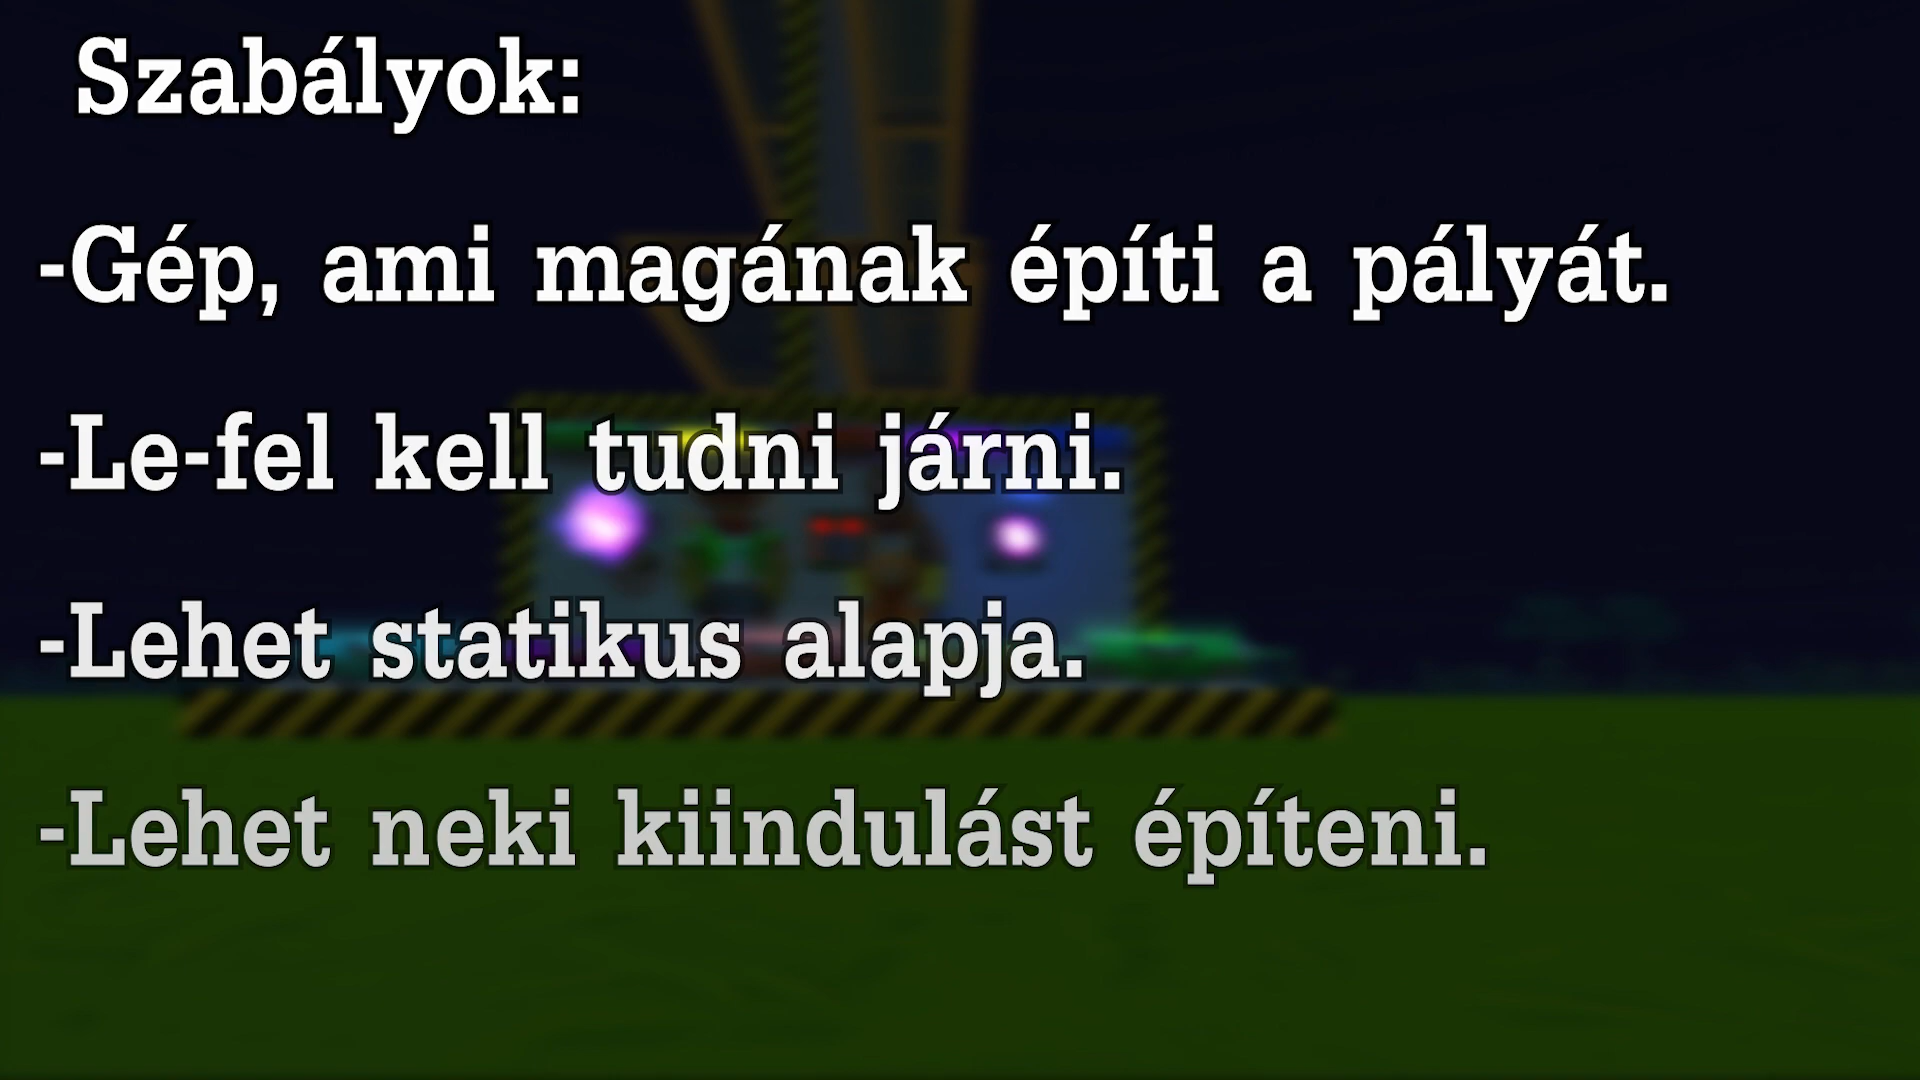 Szabályok:
-Gép, ami magának építi a pályát.
-Le-fel kell tudni járni.
-Lehet statikus alapja.
-Lehet neki kiindulást építeni.